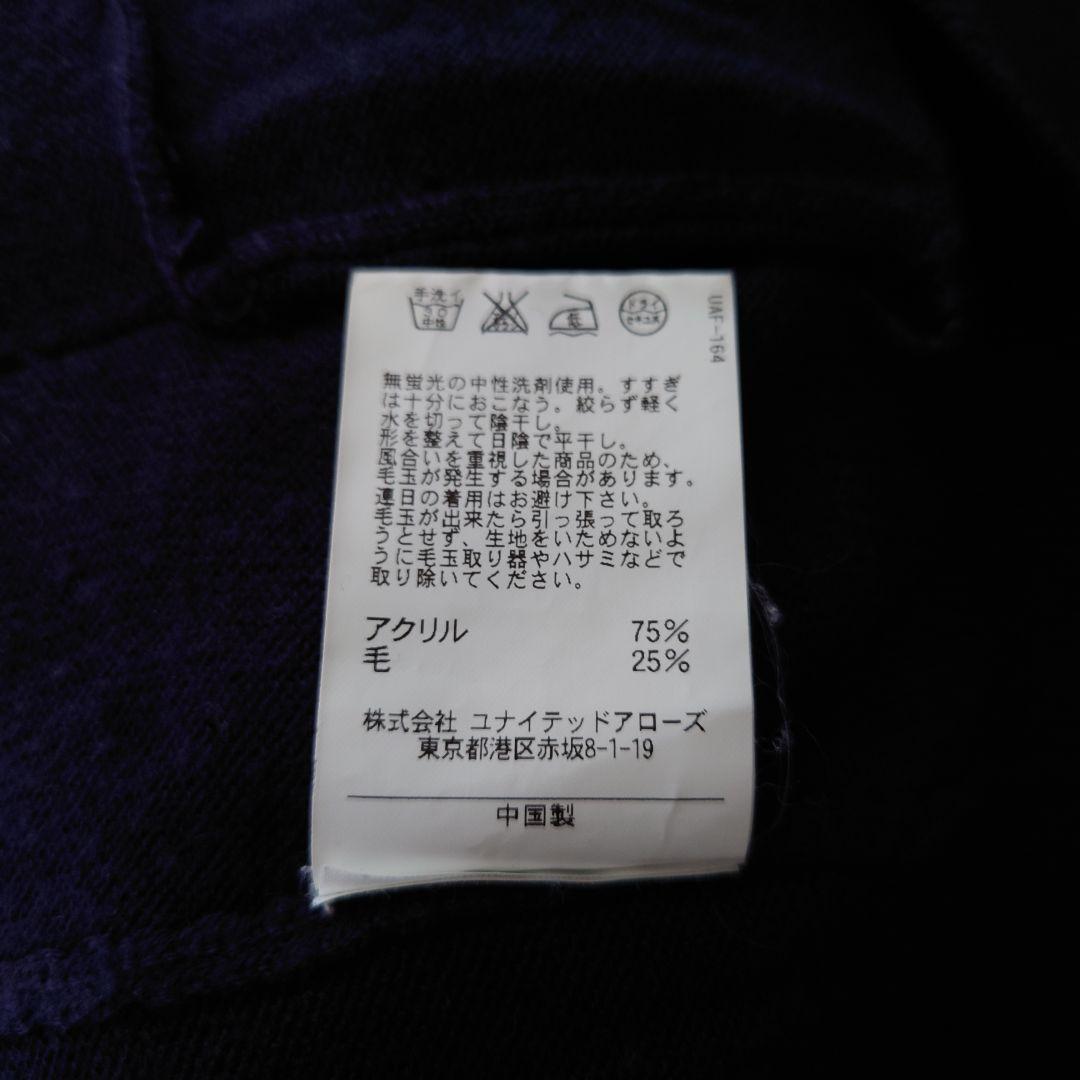 手洗イ
30
中性
低
ドライ
セキユ系
UAF-164
無蛍光の中性洗剤使用。すすぎ
は十分におこなう。絞らず軽く
水を切って陰干し。
形を整えて日陰で平干し。
風合いを重視した商品のため、
毛玉が発生する場合があります。
連日の着用はお避け下さい。
毛玉が出来たら引っ張って取ろ
うとせず、生地をいためないよ
うに毛玉取り器やハサミなどで
取り除いてください。
アクリル 75%
毛 25%
株式会社 ユナイテッドアローズ
東京都港区赤坂8-1-19
中国製